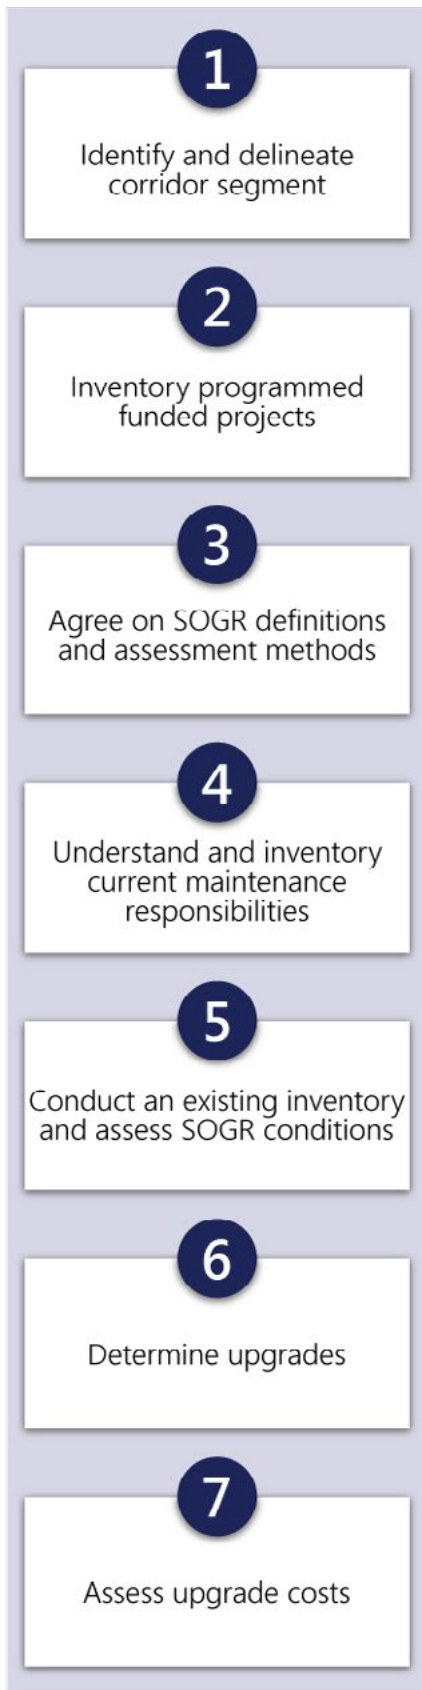 1
Identify and delineate
corridor segment
2
Inventory programmed
funded projects
3
Agree on SOGR definitions
and assessment methods
4
Understand and inventory
current maintenance
responsibilities
5
Conduct an existing inventory
and assess SOGR conditions
6
Determine upgrades
7
Assess upgrade costs